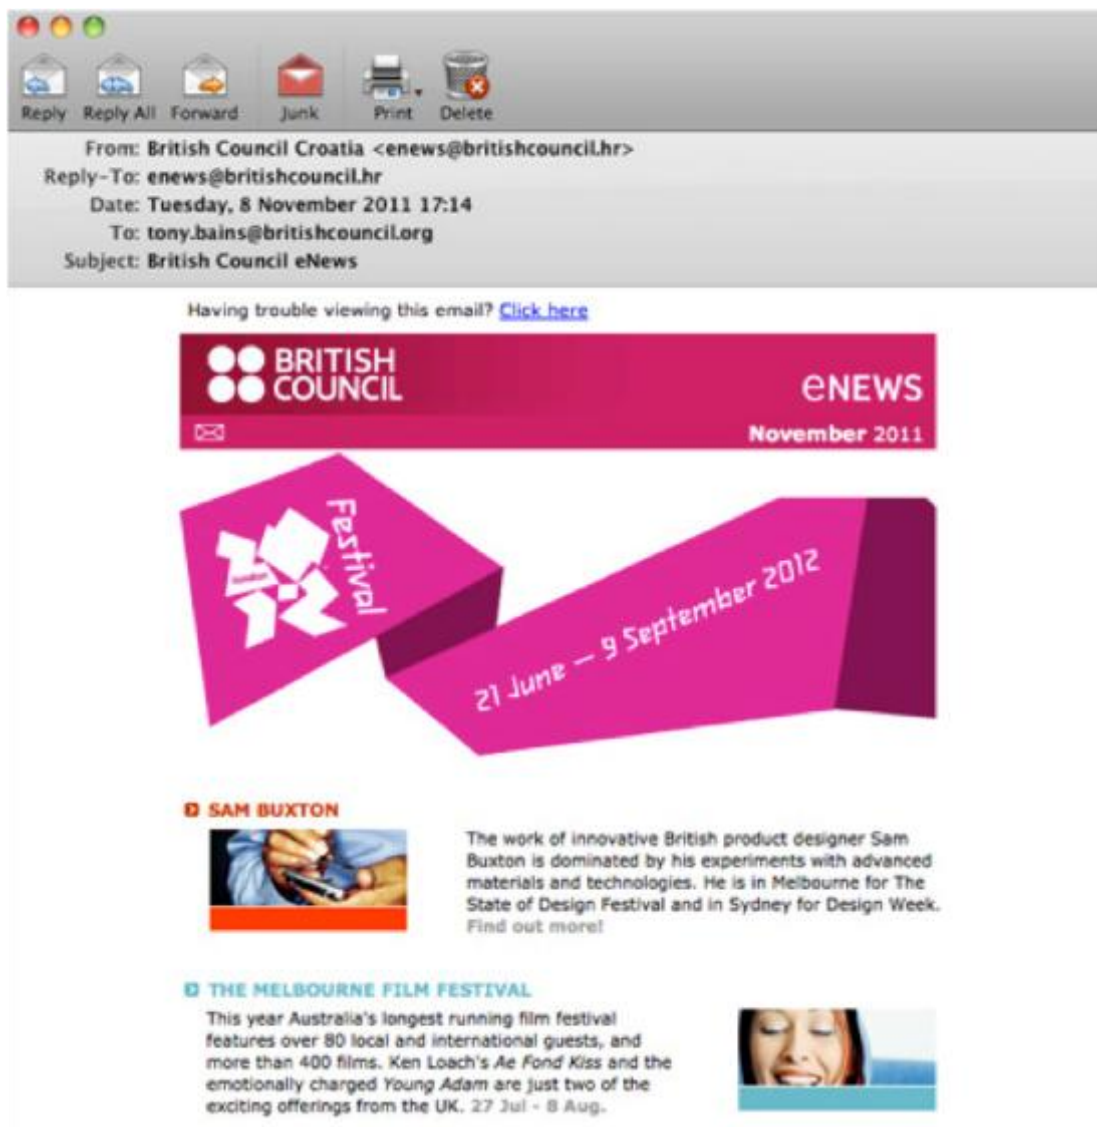 Reply Reply All Forward Junk Print Delete
From: British Council Croatia <enews@britishcouncil.hr>
Reply-To: enews@britishcouncil.hr
Date: Tuesday, 8 November 2011 17:14
To: tony.bains@britishcouncil.org
Subject: British Council eNews
Having trouble viewing this email? Click here
BRITISH
COUNCIL
eNEWS
November 2011
london
Festival
21 June – 9 September 2012
SAM BUXTON
The work of innovative British product designer Sam
Buxton is dominated by his experiments with advanced
materials and technologies. He is in Melbourne for The
State of Design Festival and in Sydney for Design Week.
Find out more!
THE MELBOURNE FILM FESTIVAL
This year Australia's longest running film festival
features over 80 local and international guests, and
more than 400 films. Ken Loach's Ae Fond Kiss and the
emotionally charged Young Adam are just two of the
exciting offerings from the UK. 27 Jul - 8 Aug.